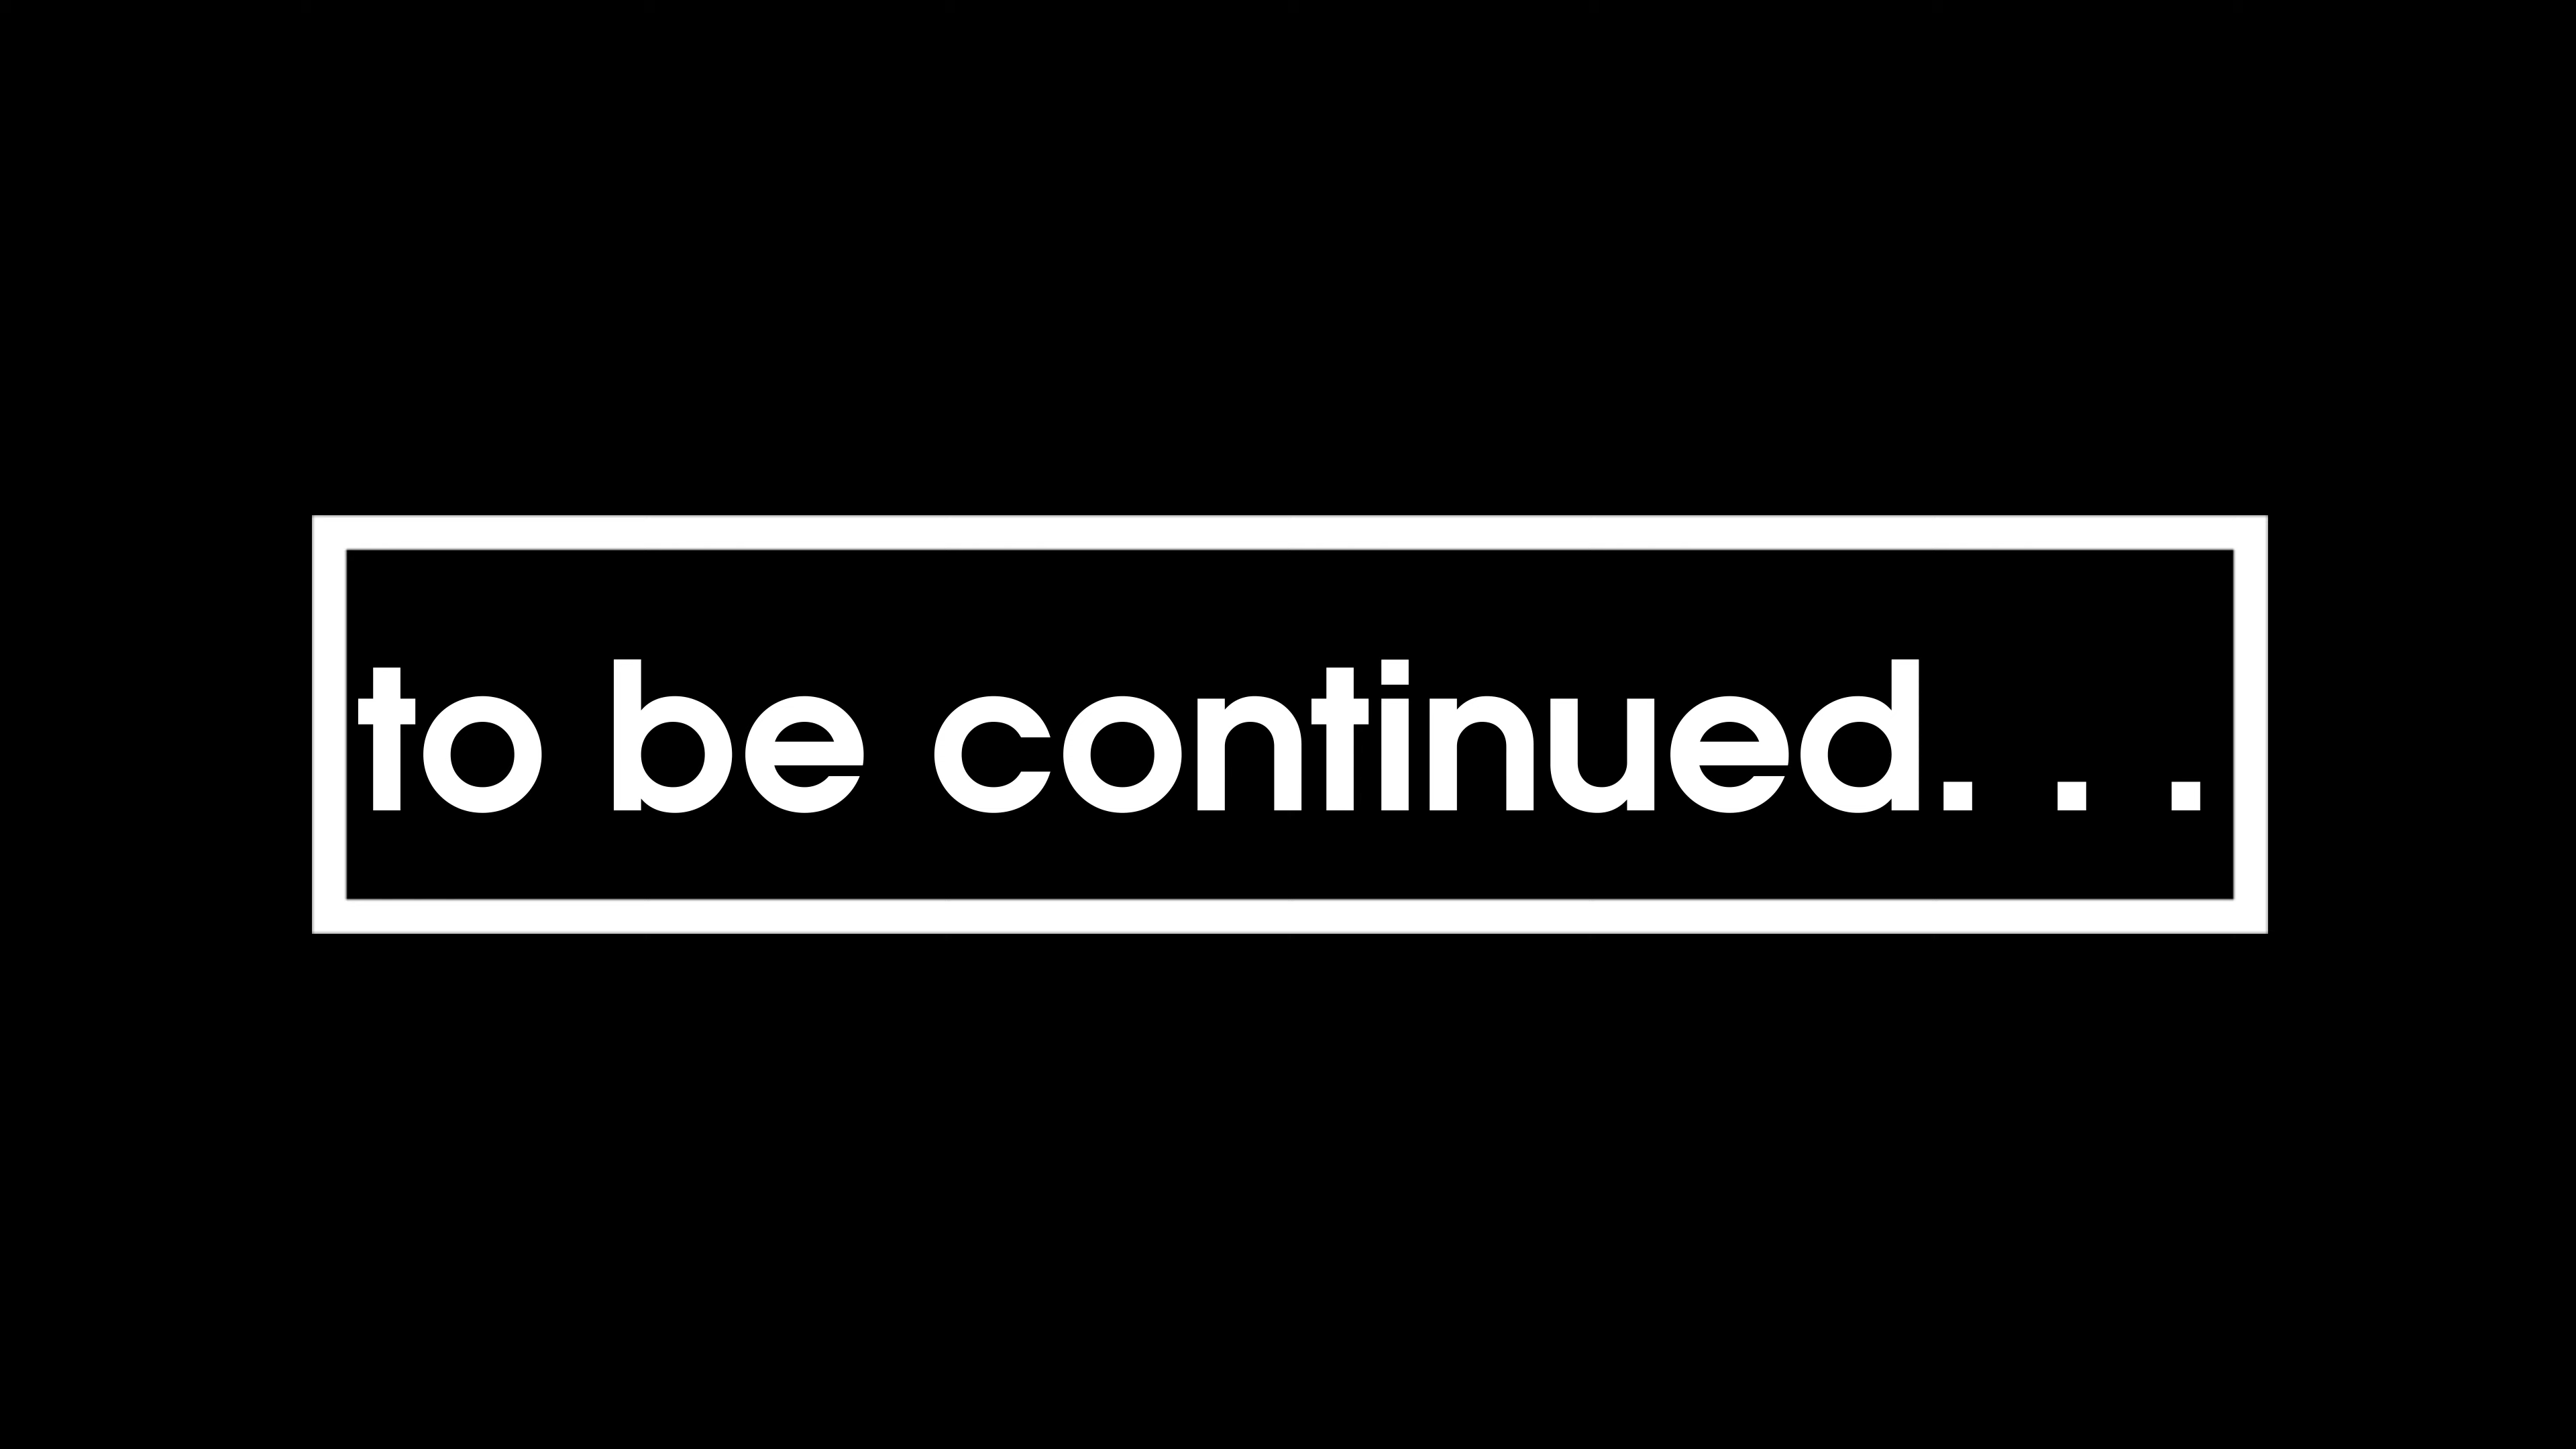 to be continued. . .